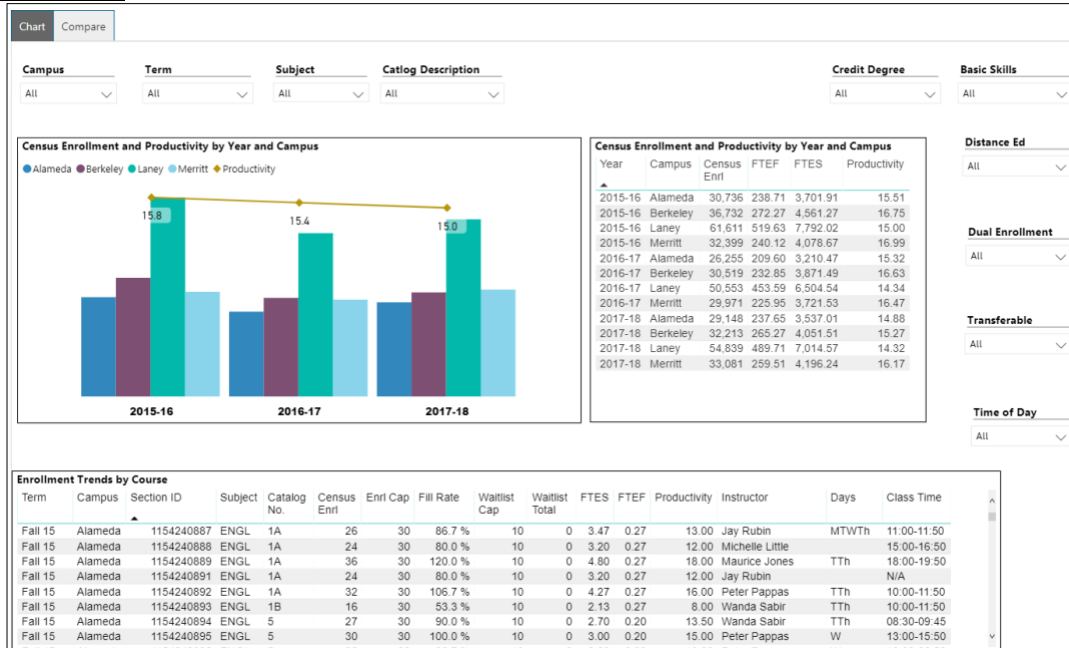 Chart Compare
Campus Term Subject Catlog Description Credit Degree Basic Skills
All All All All All All
Census Enrollment and Productivity by Year and Campus
Alameda Berkeley Laney Merritt Productivity
15.8
15.4
15.0
2015-16 2016-17 2017-18
Census Enrollment and Productivity by Year and Campus
Year Campus Census Enrl FTEF FTES Productivity
2015-16 Alameda 30,736 238.71 3,701.91 15.51
2015-16 Berkeley 36,732 272.27 4,561.27 16.75
2015-16 Laney 61,611 519.63 7,792.02 15.00
2015-16 Merritt 32,399 240.12 4,078.67 16.99
2016-17 Alameda 26,255 209.60 3,210.47 15.32
2016-17 Berkeley 30,519 232.85 3,871.49 16.63
2016-17 Laney 50,553 453.59 6,504.54 14.34
2016-17 Merritt 29,971 225.95 3,721.53 16.47
2017-18 Alameda 29,148 237.65 3,537.01 14.88
2017-18 Berkeley 32,213 265.27 4,051.51 15.27
2017-18 Laney 54,839 489.71 7,014.57 14.32
2017-18 Merritt 33,081 259.51 4,196.24 16.17
Distance Ed
All
Dual Enrollment
All
Transferable
All
Time of Day
All
Enrollment Trends by Course
Term Campus Section ID Subject Catalog No. Census Enrl Enrl Cap Fill Rate Waitlist Cap Waitlist Total FTES FTEF Productivity Instructor Days Class Time
Fall 15 Alameda 1154240887 ENGL 1A 26 30 86.7 % 10 0 3.47 0.27 13.00 Jay Rubin MTWTh 11:00-11:50
Fall 15 Alameda 1154240888 ENGL 1A 24 30 80.0 % 10 0 3.20 0.27 12.00 Michelle Little 15:00-16:50
Fall 15 Alameda 1154240889 ENGL 1A 36 30 120.0 % 10 0 4.80 0.27 18.00 Maurice Jones TTh 18:00-19:50
Fall 15 Alameda 1154240891 ENGL 1A 24 30 80.0 % 10 0 3.20 0.27 12.00 Jay Rubin N/A
Fall 15 Alameda 1154240892 ENGL 1A 32 30 106.7 % 10 0 4.27 0.27 16.00 Peter Pappas TTh 10:00-11:50
Fall 15 Alameda 1154240893 ENGL 1B 16 30 53.3 % 10 0 2.13 0.27 8.00 Wanda Sabir TTh 10:00-11:50
Fall 15 Alameda 1154240894 ENGL 5 27 30 90.0 % 10 0 2.70 0.20 13.50 Wanda Sabir TTh 08:30-09:45
Fall 15 Alameda 1154240895 ENGL 5 30 30 100.0 % 10 0 3.00 0.20 15.00 Peter Pappas W 13:00-15:50